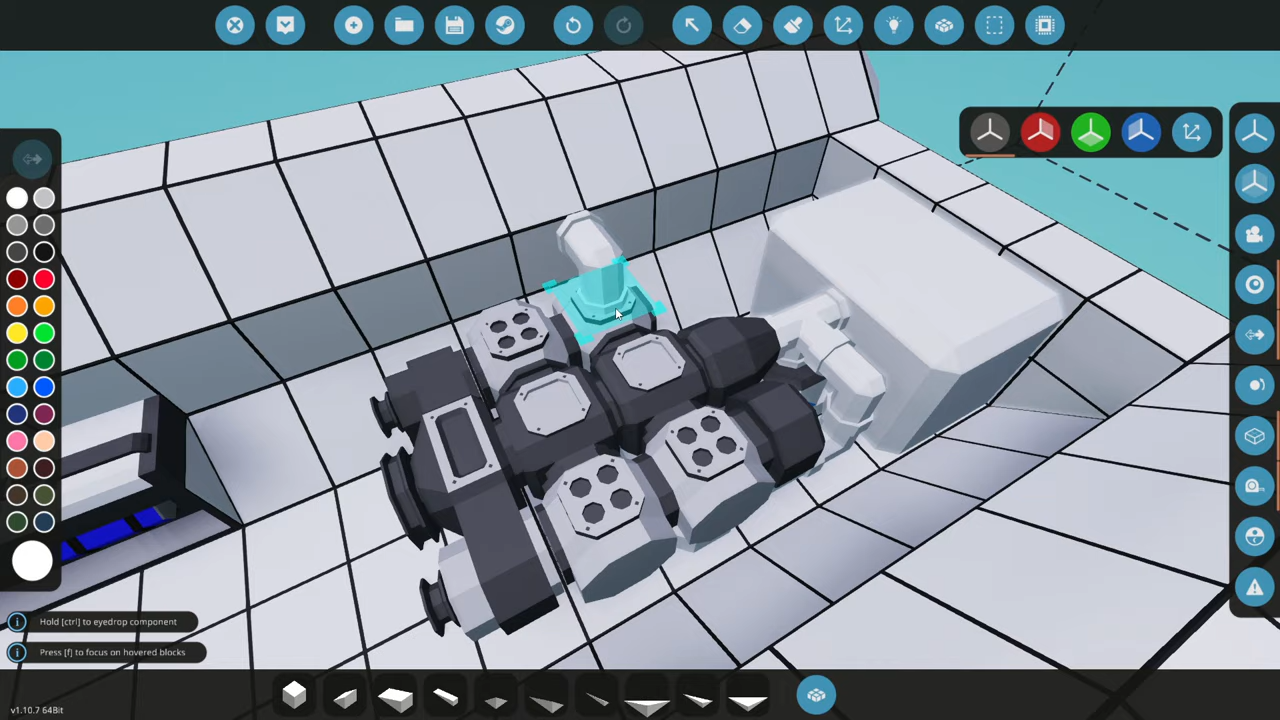 Hold [ctrl] to eyedrop component
Press [f] to focus on hovered blocks
v1.10.7 64Bit